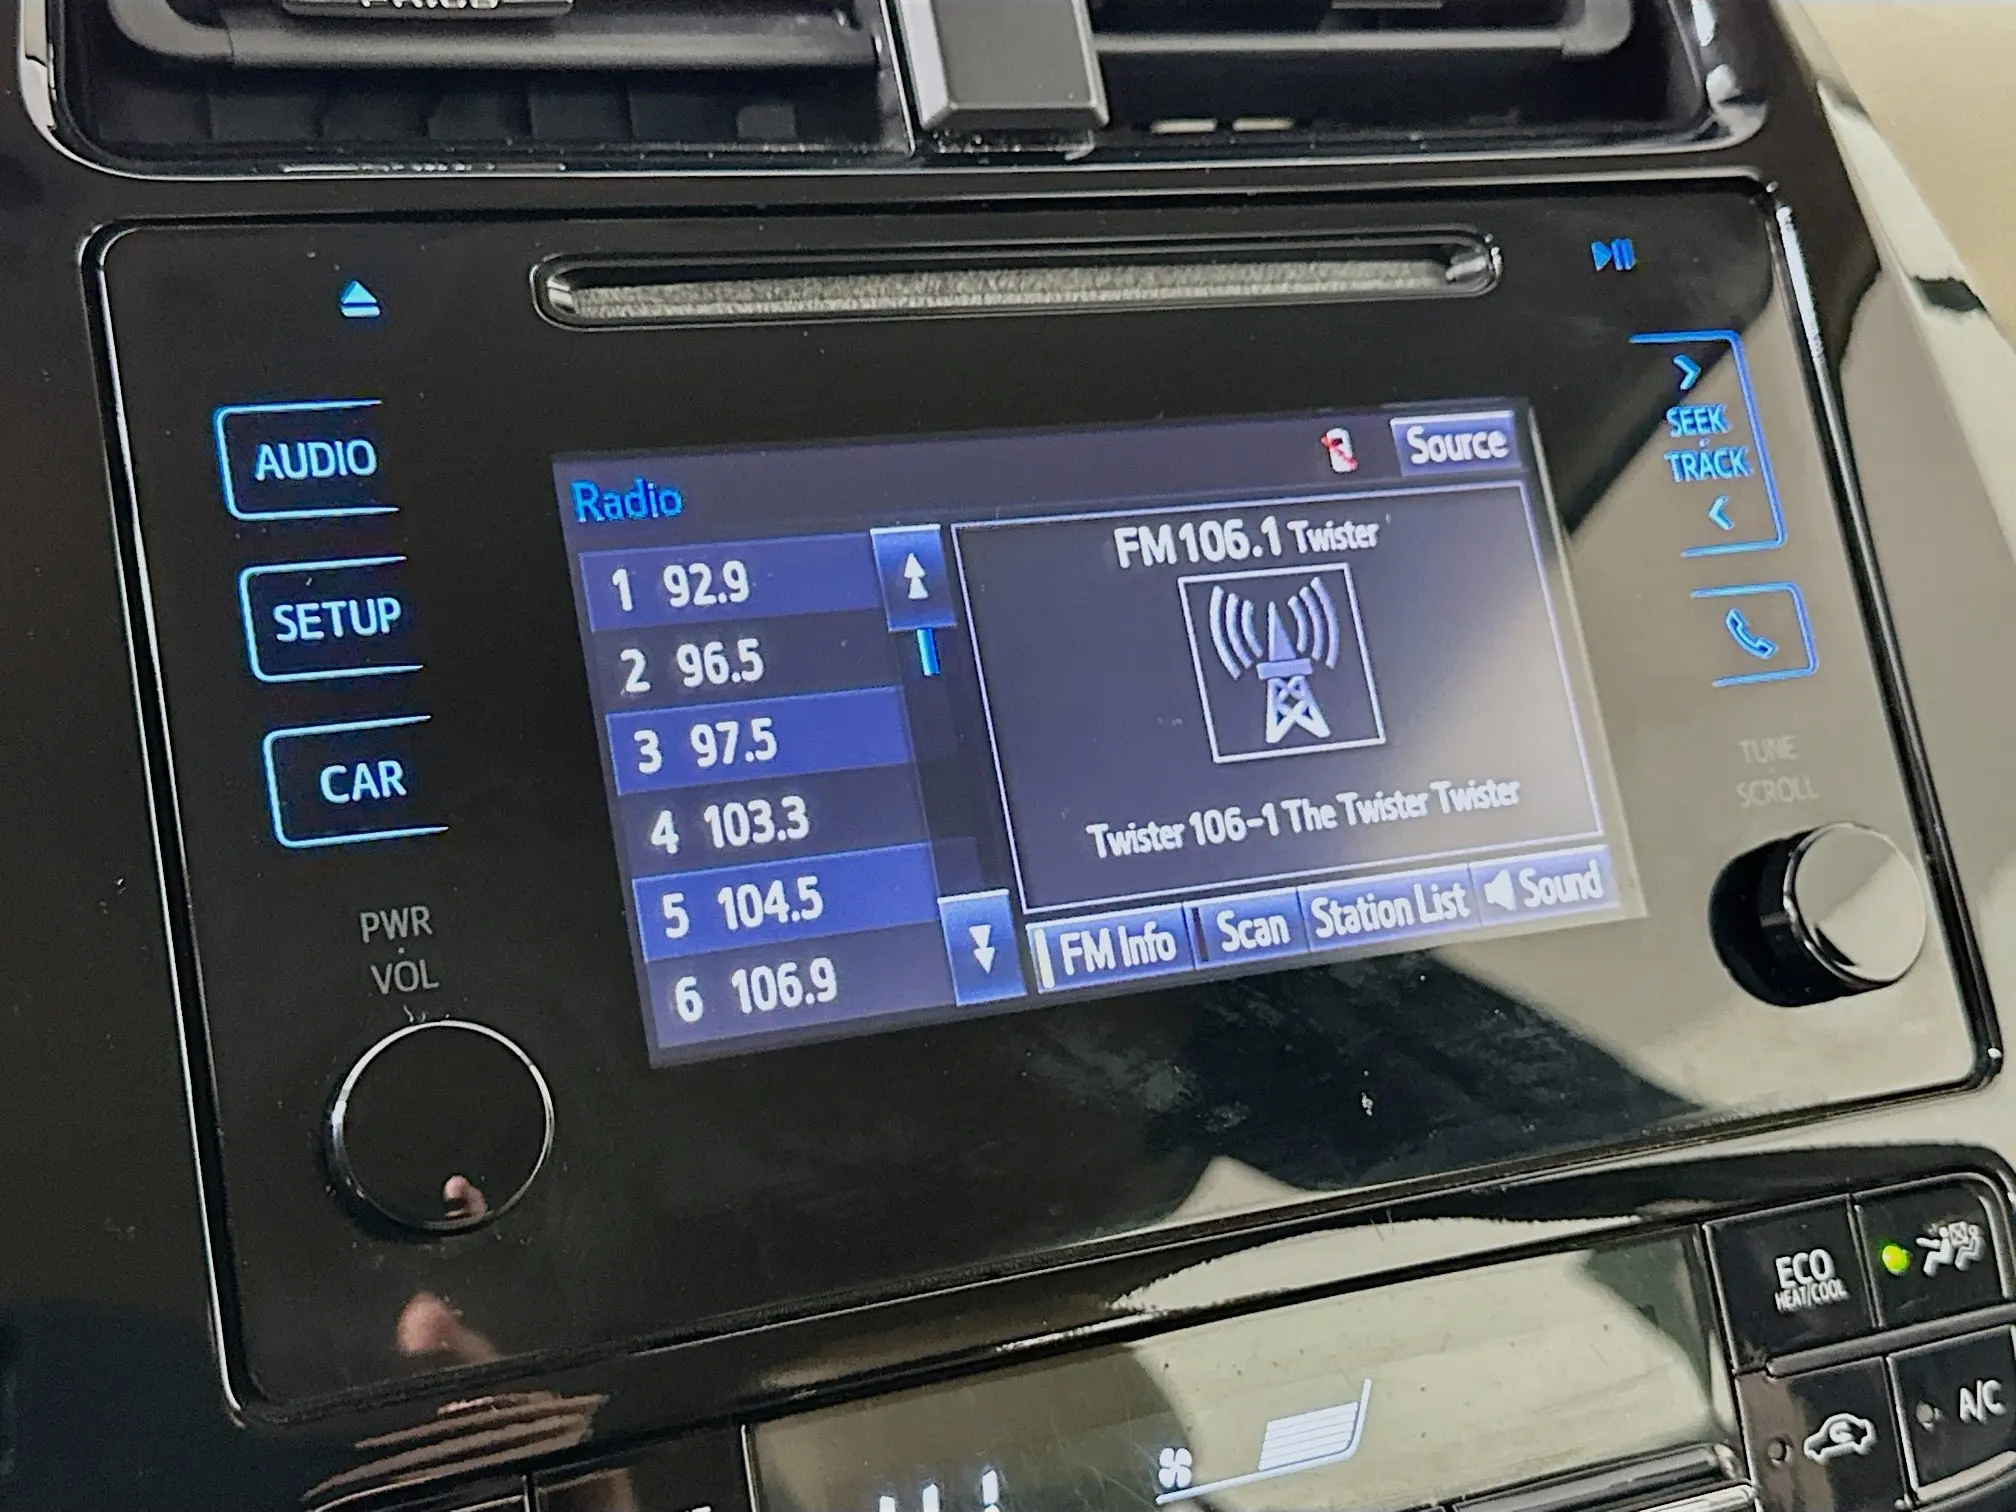 AUDIO
SETUP
CAR
PWR
VOL
Radio
Source
1 92.9
2 96.5
3 97.5
4 103.3
5 104.5
6 106.9
FM 106.1 Twister
Twister 106-1 The Twister Twister
FM Info
Scan
Station List
Sound
SEEK
TRACK
TUNE
SCROLL
ECO
HEAT/COOL
A/C